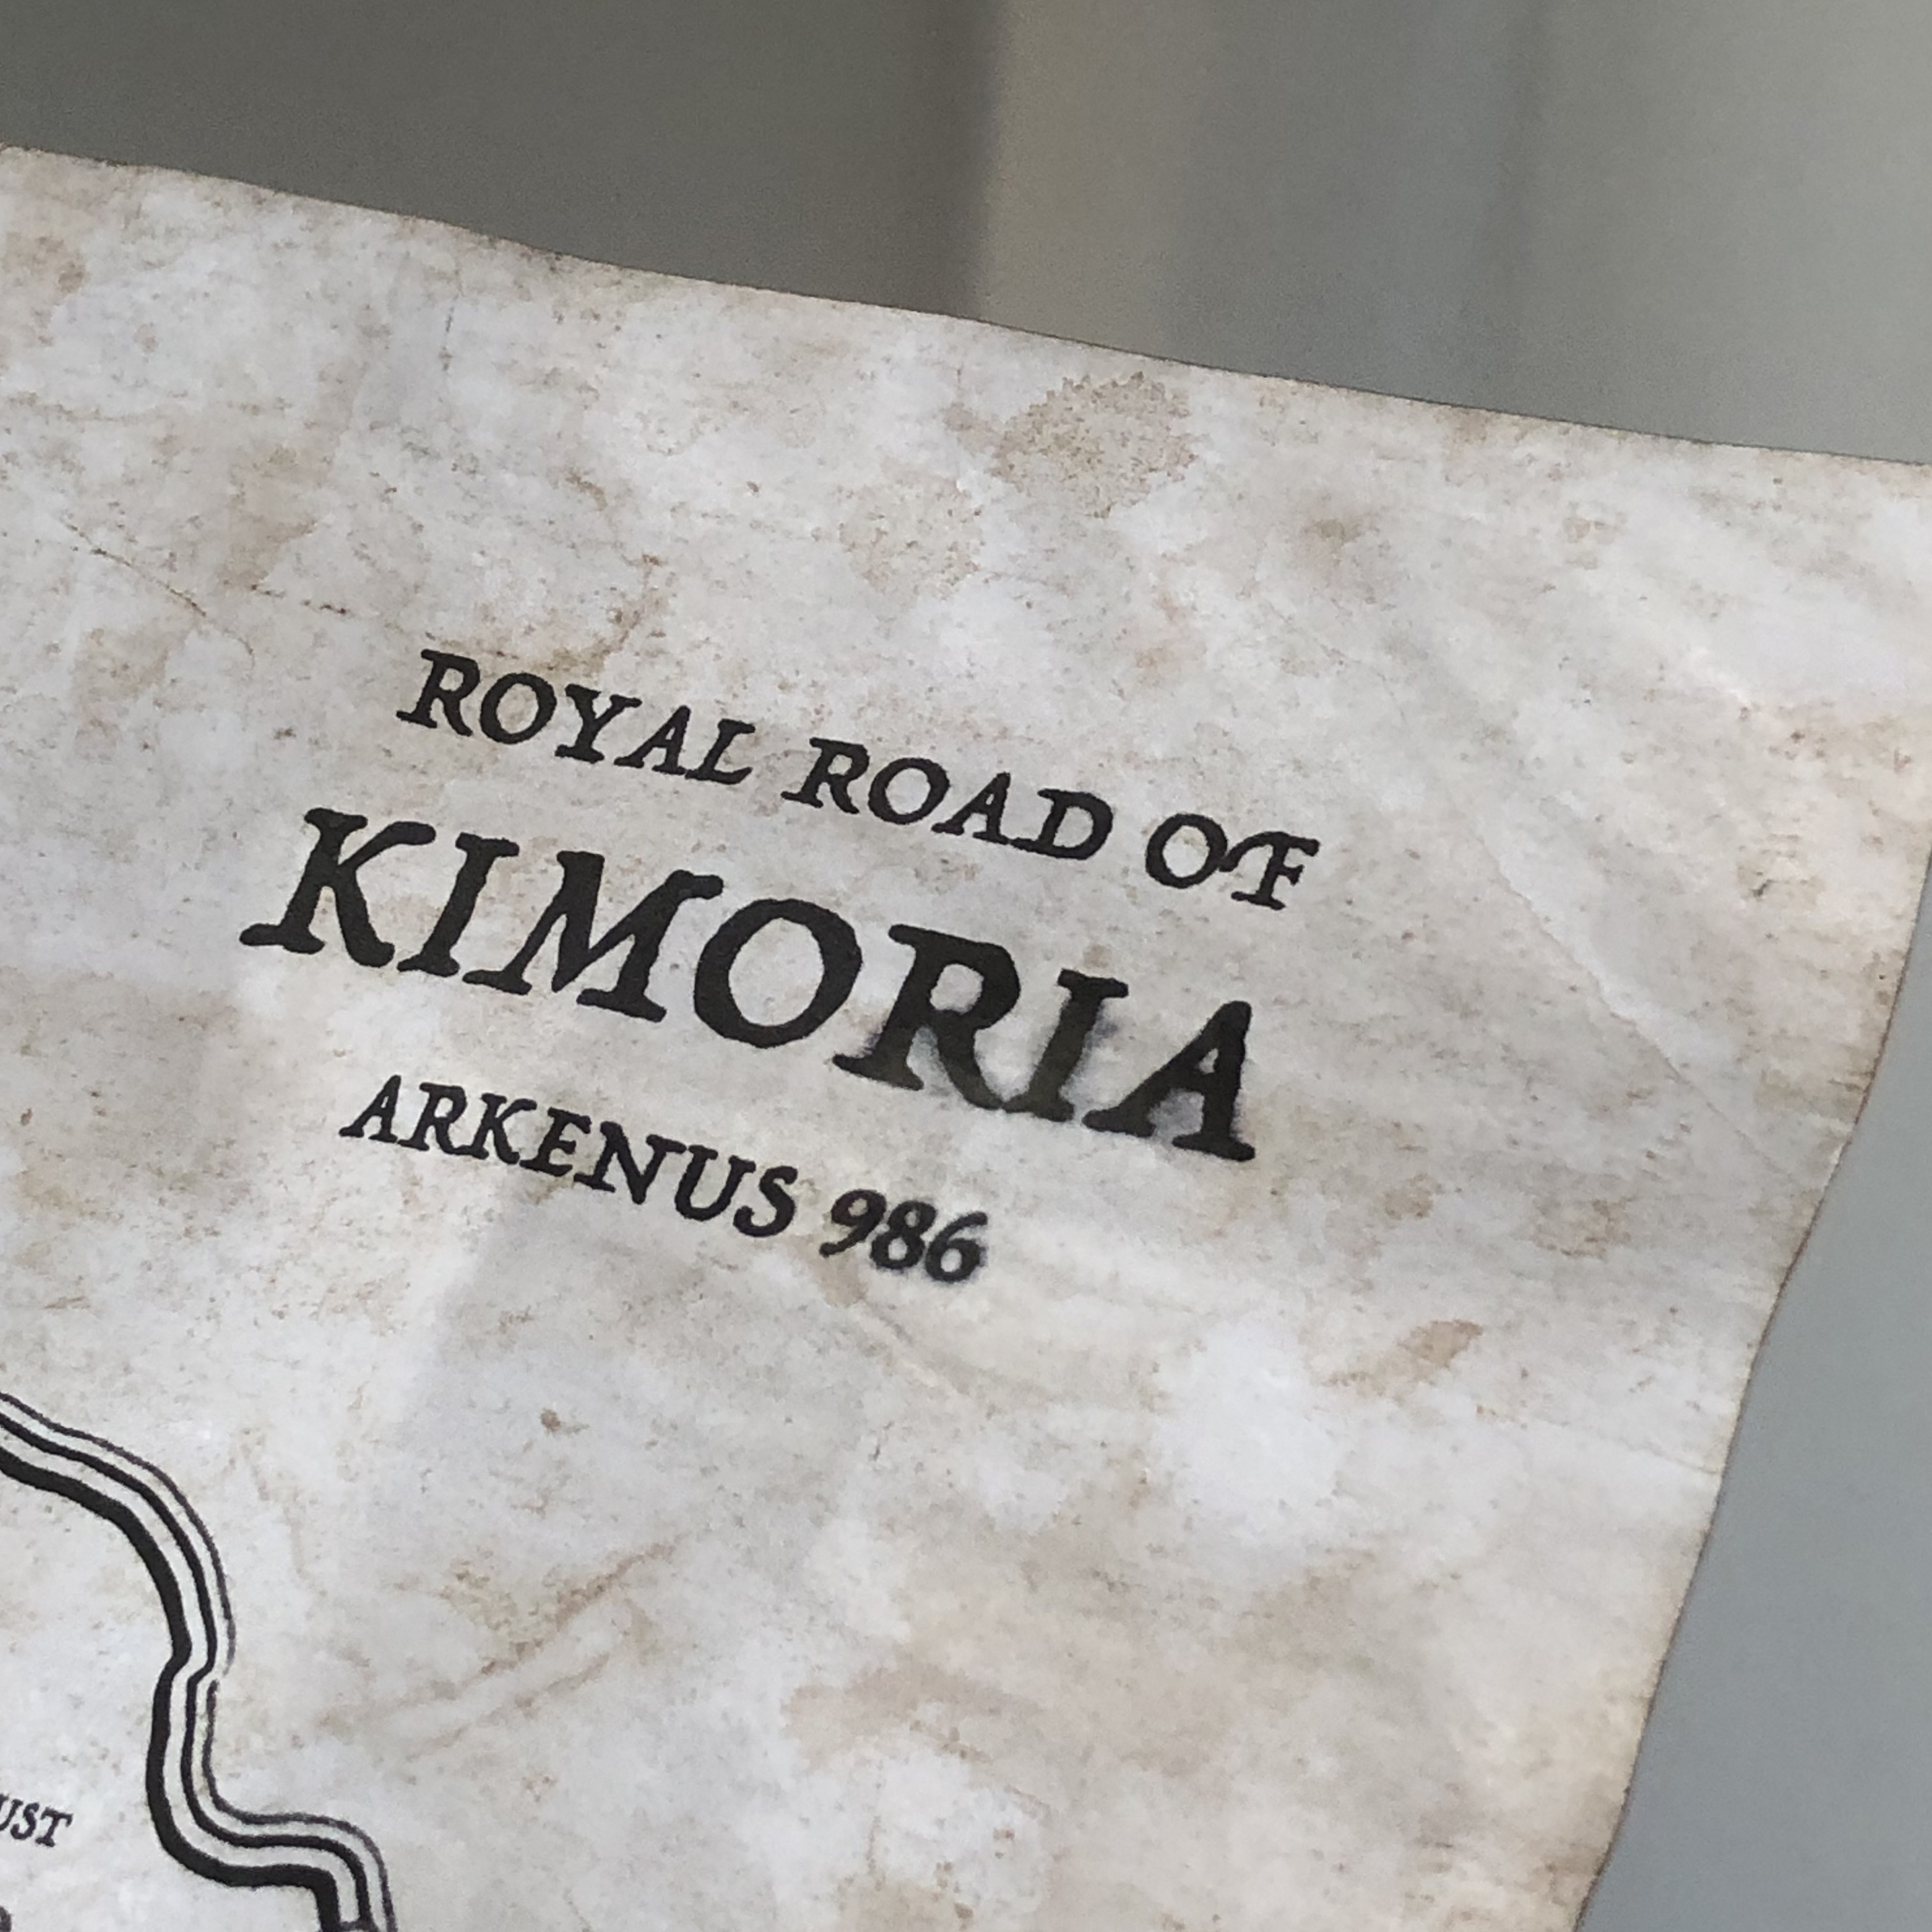 ROYAL ROAD OF
KIMORIA
ARKENUS 986